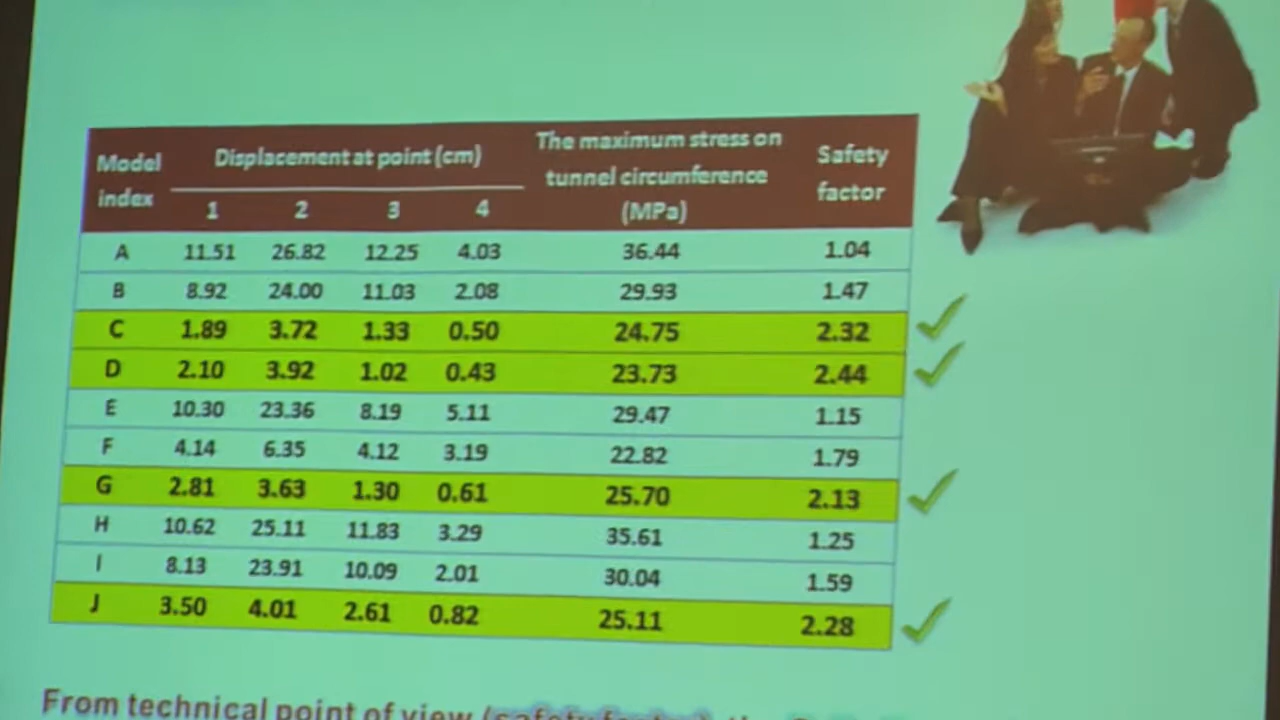 Model index Displacement at point (cm) The maximum stress on tunnel circumference (MPa) Safety factor
1 2 3 4
A 11.51 26.82 12.25 4.03 36.44 1.04
B 8.92 24.00 11.03 2.08 29.93 1.47
C 1.89 3.72 1.33 0.50 24.75 2.32
D 2.10 3.92 1.02 0.43 23.73 2.44
E 10.30 23.36 8.19 5.11 29.47 1.15
F 4.14 6.35 4.12 3.19 22.82 1.79
G 2.81 3.63 1.30 0.61 25.70 2.13
H 10.62 25.11 11.83 3.29 35.61 1.25
I 8.13 23.91 10.09 2.01 30.04 1.59
J 3.50 4.01 2.61 0.82 25.11 2.28
From technical point of view (safety factor), the